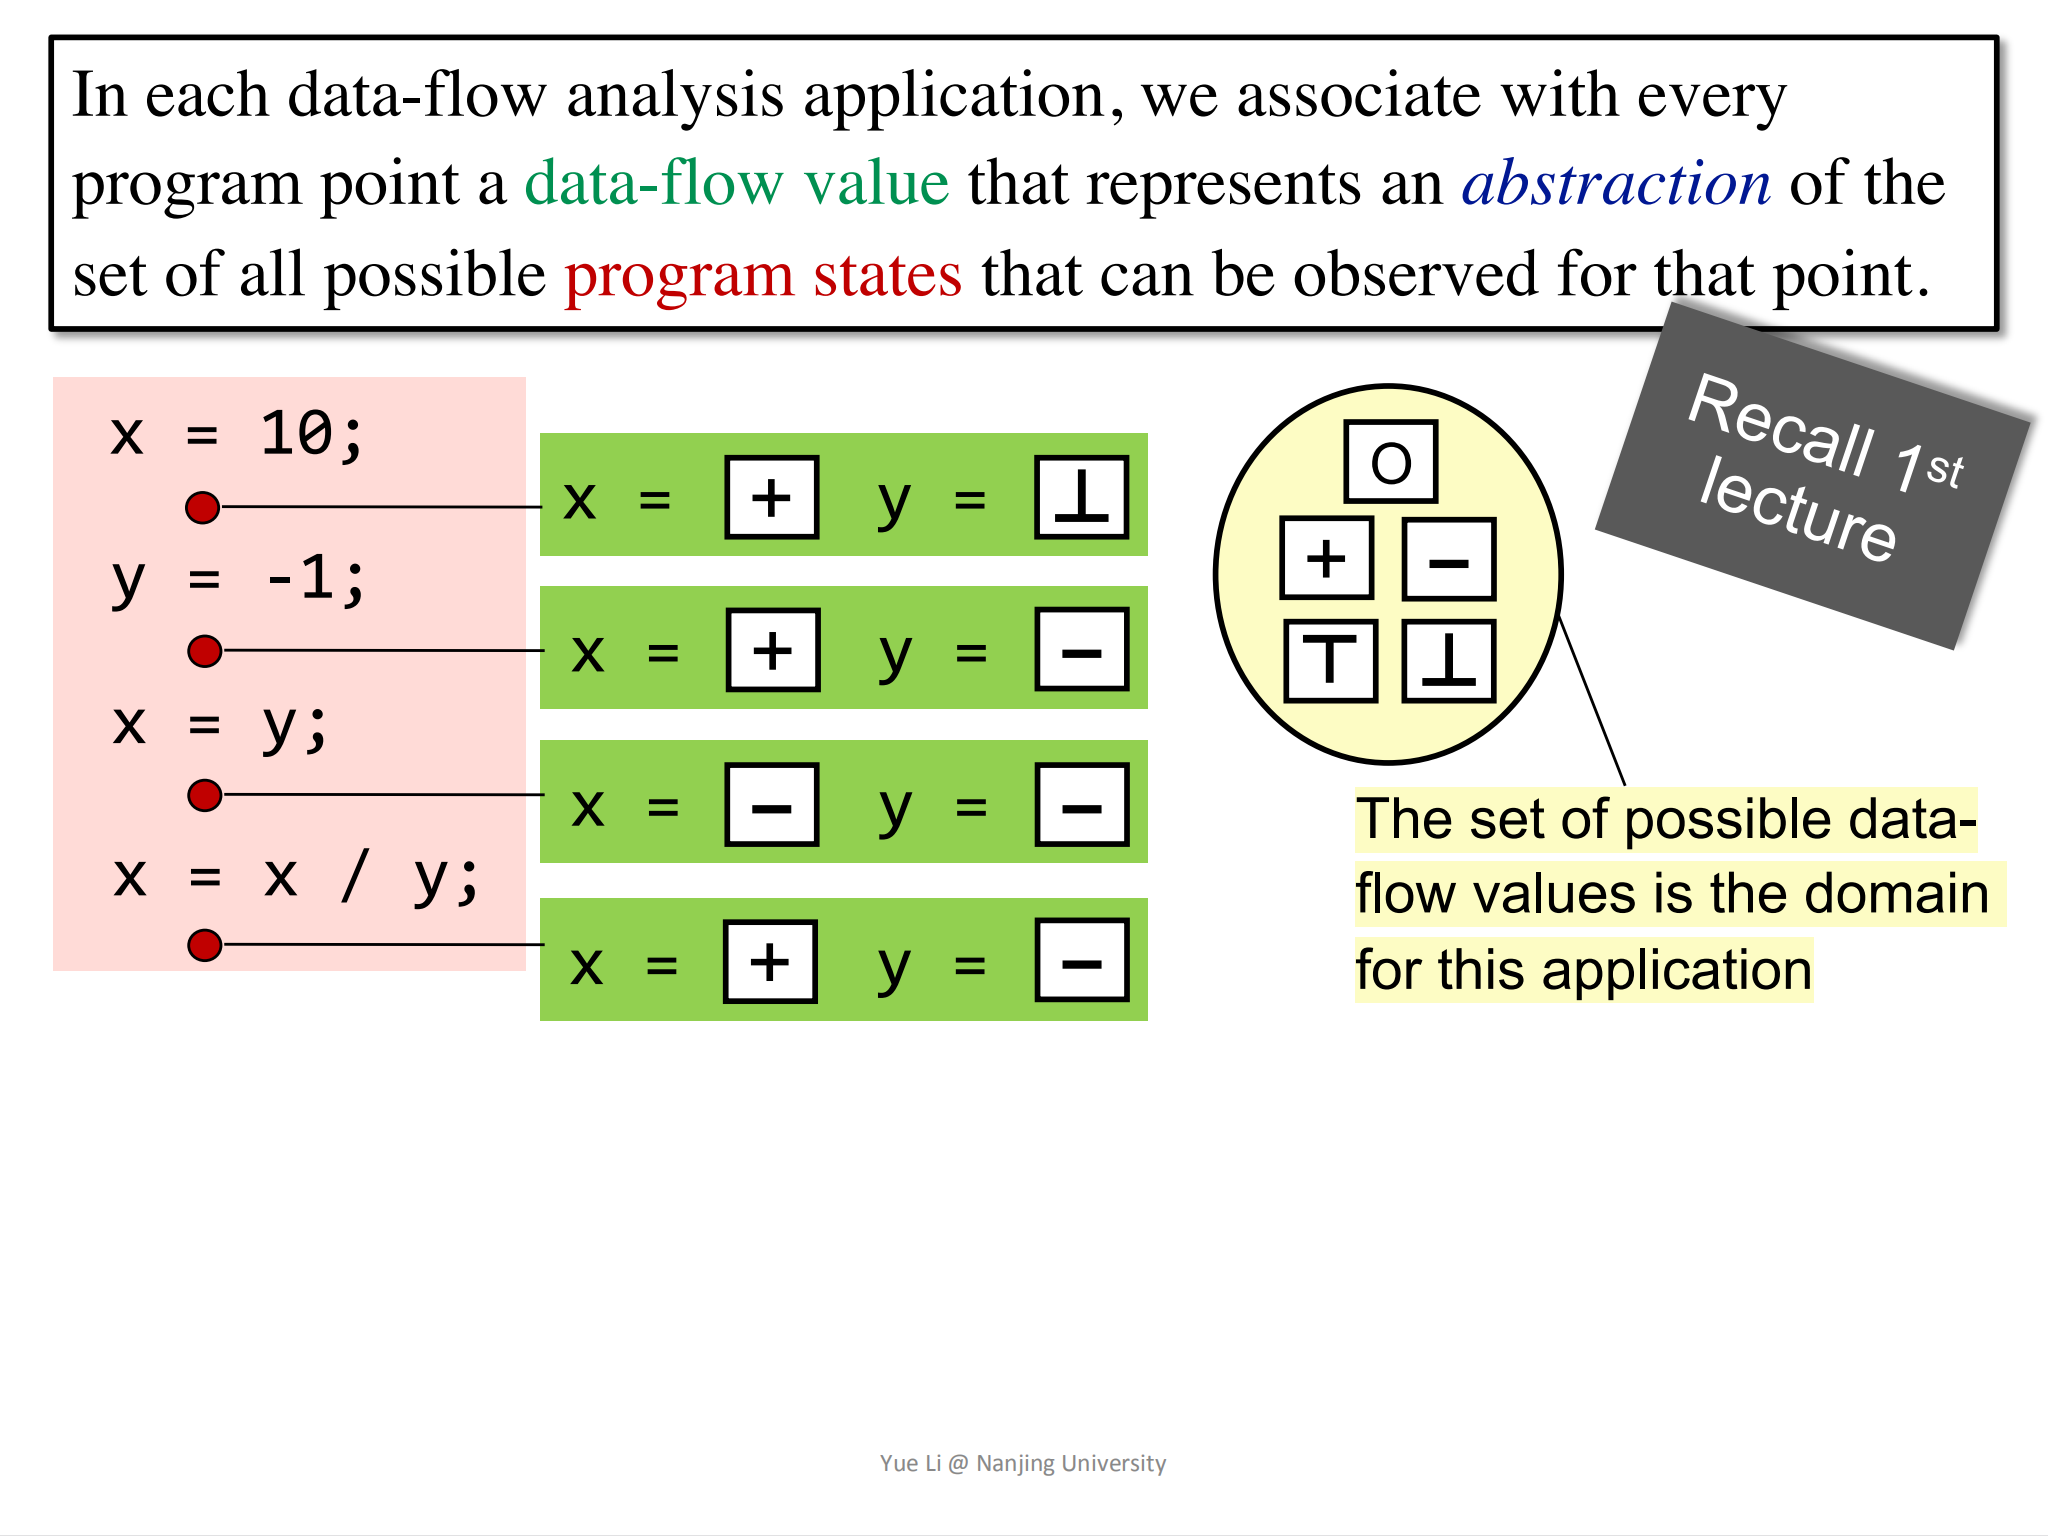 In each data-flow analysis application, we associate with every
program point a data-flow value that represents an abstraction of the
set of all possible program states that can be observed for that point.
Recall 1st
lecture
x = 10;
x = + y = ⊥
y = -1;
x = + y = −
x = y;
x = − y = −
x = x / y;
x = + y = −
O
+ −
⊤ ⊥
The set of possible data-
flow values is the domain
for this application
Yue Li @ Nanjing University